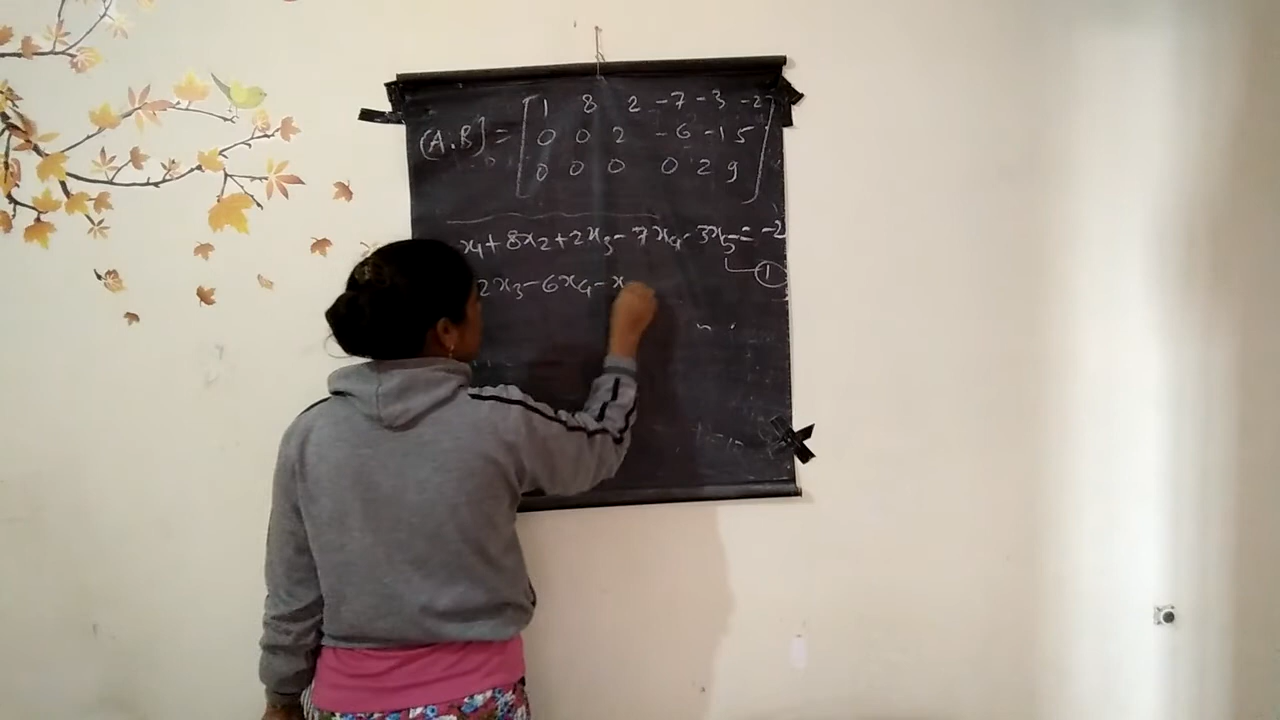 1 8 2 -7 -3 -2
(A:B] = 0 0 2 -6 -1 5
0 0 0 0 2 9
x1 + 8x2 + 2x3 - 7x4 - 3x5 = -2
1
2x3 - 6x4 - x